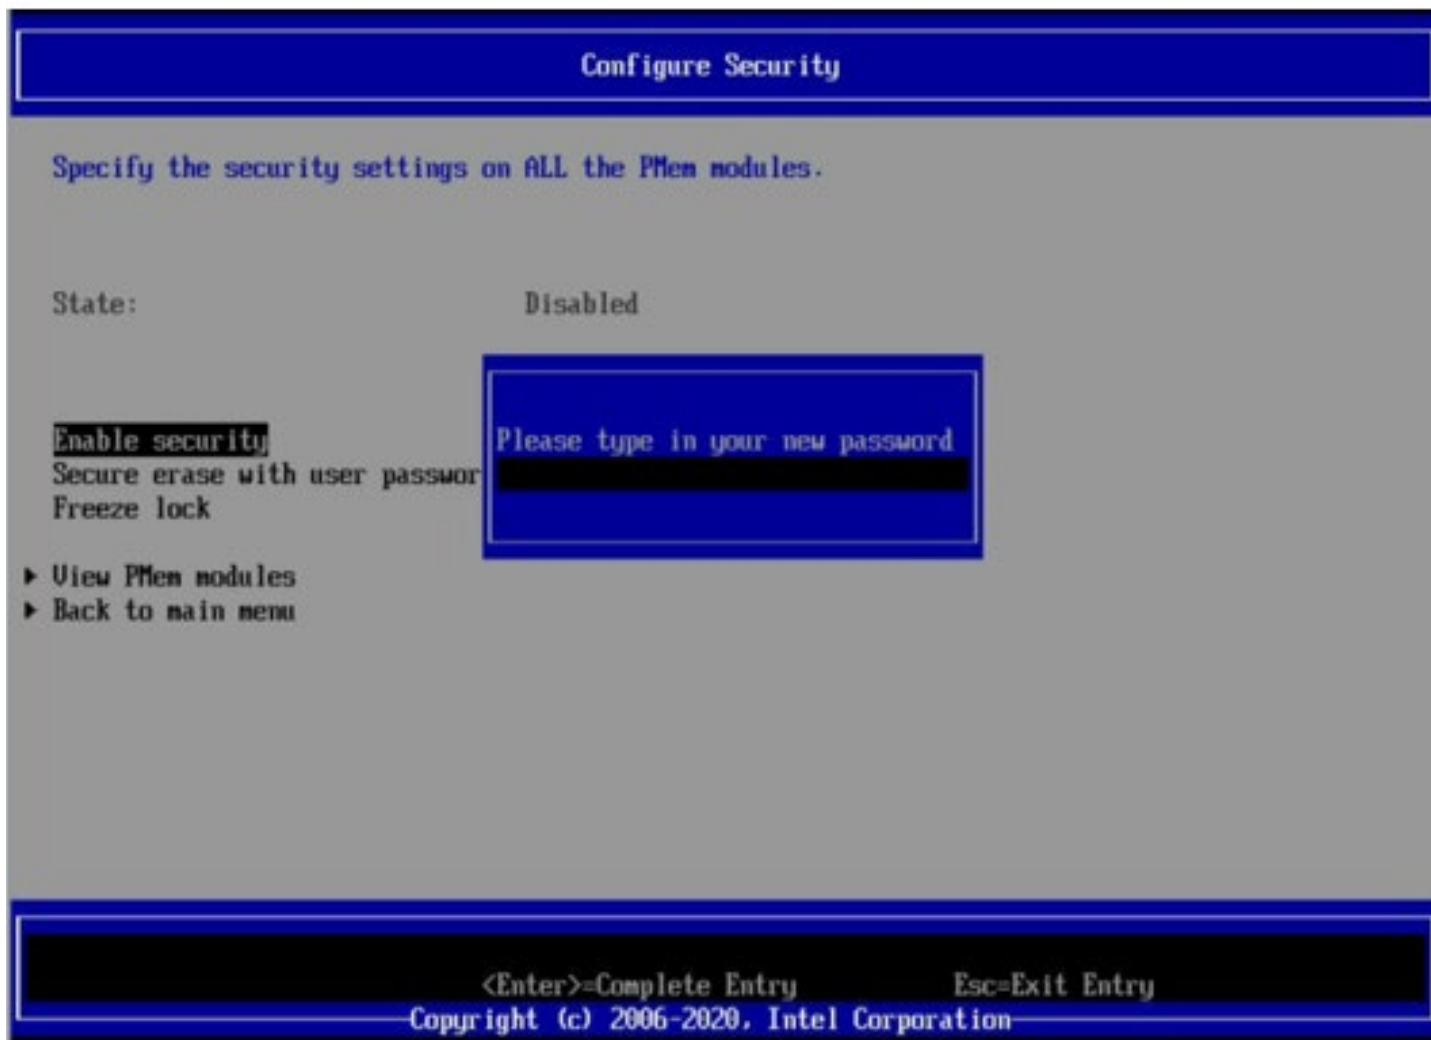 Configure Security
Specify the security settings on ALL the PMem modules.
State: Disabled
Enable security
Please type in your new password
Secure erase with user passwor
Freeze lock
View PMem modules
Back to main menu
<Enter>=Complete Entry Esc=Exit Entry
Copyright (c) 2006-2020, Intel Corporation